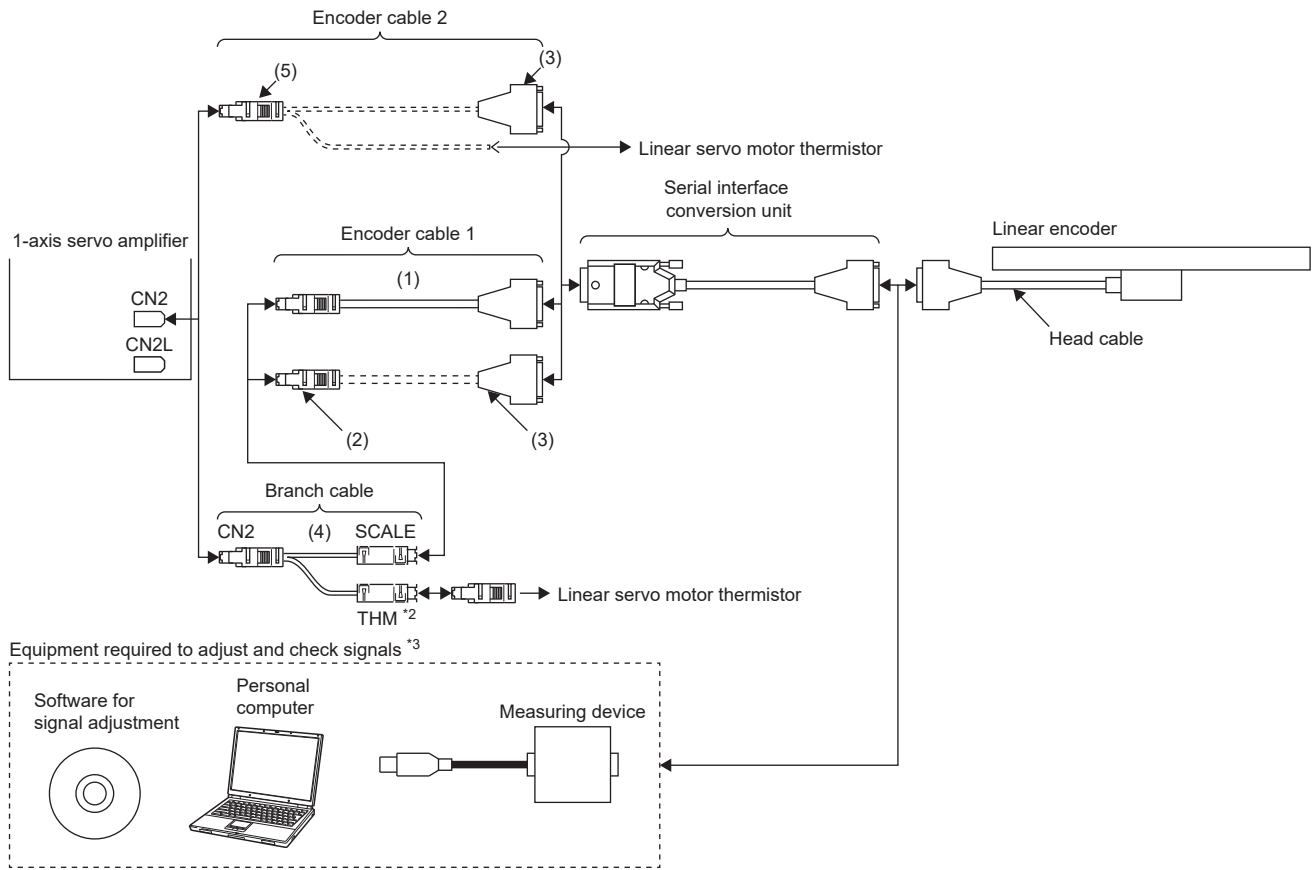 Encoder cable 2
(5)
(3)
Linear servo motor thermistor
Serial interface
conversion unit
Linear encoder
1-axis servo amplifier
Encoder cable 1
(1)
CN2
CN2L
Head cable
(2)
(3)
Branch cable
CN2
(4)
SCALE
Linear servo motor thermistor
THM *2
Equipment required to adjust and check signals *3
Software for
signal adjustment
Personal
computer
Measuring device